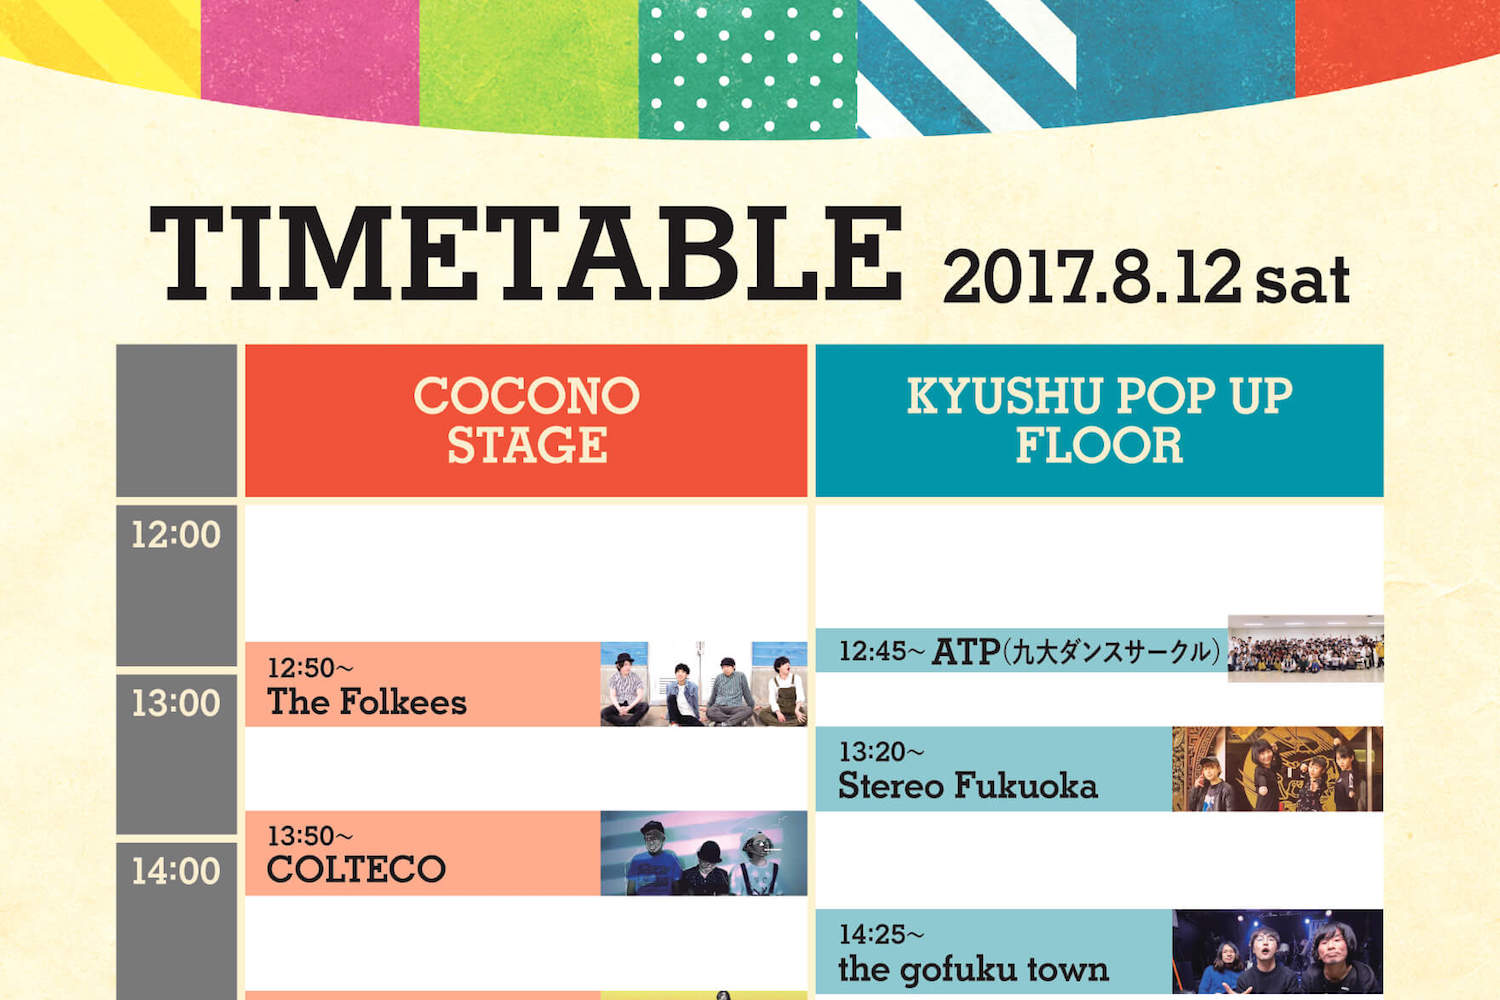 TIMETABLE 2017.8.12 sat
COCONO
STAGE
KYUSHU POP UP
FLOOR
12:00
12:45~ ATP(九大ダンスサークル)
12:50~
The Folkees
13:00
13:20~
Stereo Fukuoka
13:50~
COLTECO
14:00
14:25~
the gofuku town